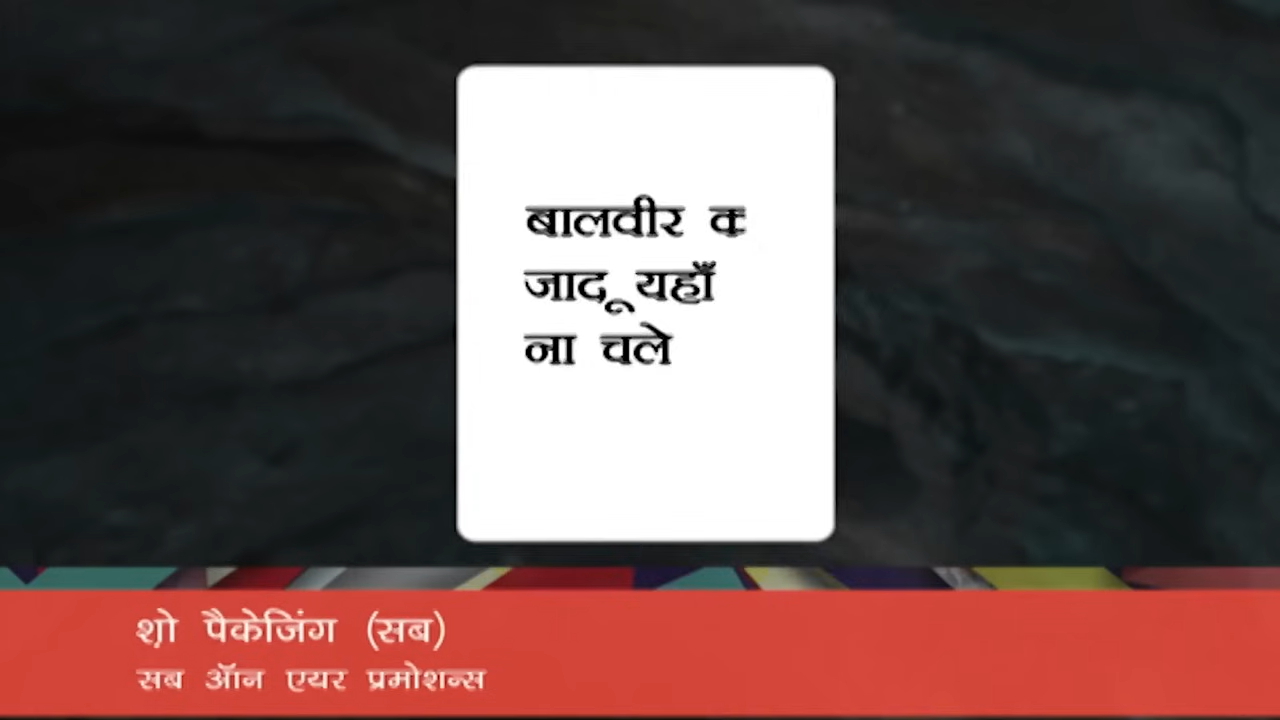 बालवीर क
जादू यहाँ
ना चले
शो पैकेजिंग (सब)
सब ऑन एयर प्रमोशन्स